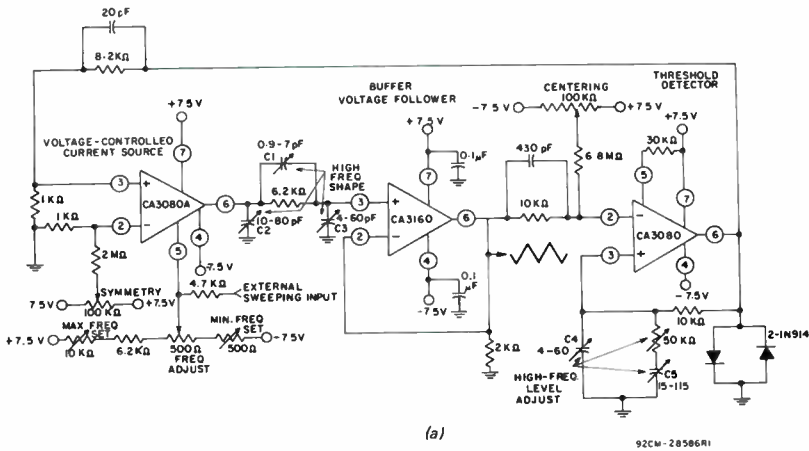 20pF
8-2KΩ
+7 5V
VOLTAGE-CONTROLLED
CURRENT SOURCE
7
3
+
CA3080A
6
1KΩ
1KΩ
2
-
5
4
-7.5V
2MΩ
4.7KΩ
EXTERNAL
SWEEPING INPUT
SYMMETRY
7 5V
+7.5V
100KΩ
MAX.FREQ
SET
MIN.FREQ
SET
+7.5V
10KΩ
6.2KΩ
500Ω
FREQ
ADJUST
500Ω
-7 5V
0.9-7pF
C1
HIGH
FREQ
SHAPE
6.2KΩ
10-80pF
C2
4-60pF
C3
BUFFER
VOLTAGE FOLLOWER
+7.5V
0.1µF
7
3
+
CA3160
6
2
-
4
0.1
µF
-7.5V
2KΩ
CENTERING
100KΩ
-7 5V
+7.5V
430pF
6.8MΩ
10KΩ
THRESHOLD
DETECTOR
+7.5V
30KΩ
5
7
2
-
CA3080
6
3
+
4
-7.5V
10KΩ
2-1N914
C4
4-60
50KΩ
C5
15-115
HIGH-FREQ.
LEVEL
ADJUST
(a)
92CM-28586R1